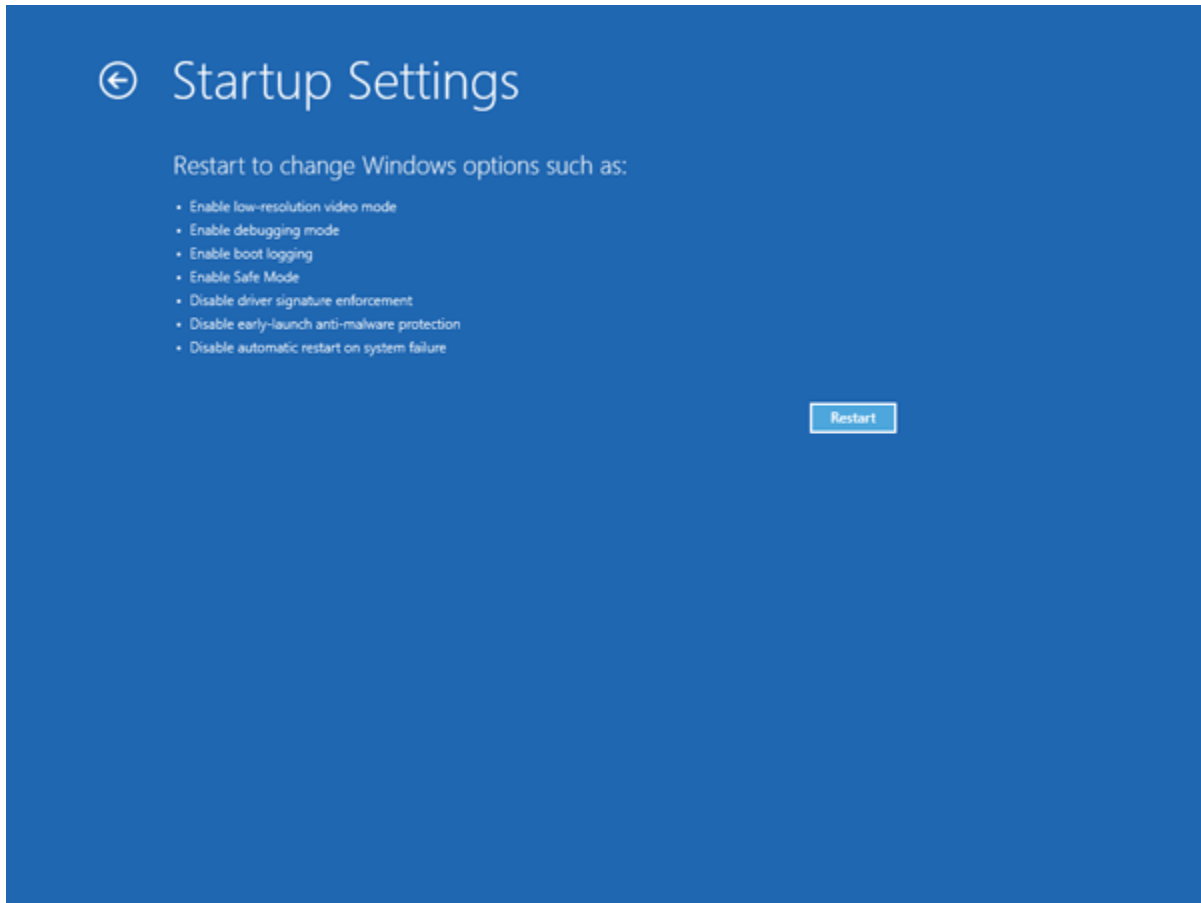 Startup Settings
Restart to change Windows options such as:
• Enable low-resolution video mode
• Enable debugging mode
• Enable boot logging
• Enable Safe Mode
• Disable driver signature enforcement
• Disable early-launch anti-malware protection
• Disable automatic restart on system failure
Restart